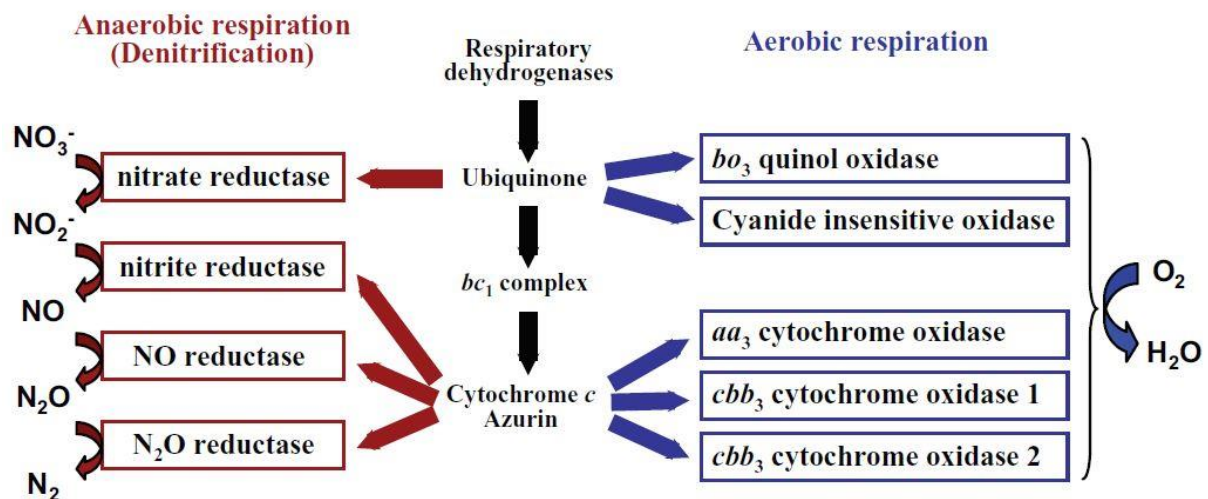 Anaerobic respiration
(Denitrification)
NO₃⁻
nitrate reductase
NO₂⁻
nitrite reductase
NO
NO reductase
N₂O
N₂O reductase
N₂
Respiratory
dehydrogenases
Ubiquinone
bc₁ complex
Cytochrome c
Azurin
Aerobic respiration
bo₃ quinol oxidase
Cyanide insensitive oxidase
aa₃ cytochrome oxidase
cbb₃ cytochrome oxidase 1
cbb₃ cytochrome oxidase 2
O₂
H₂O